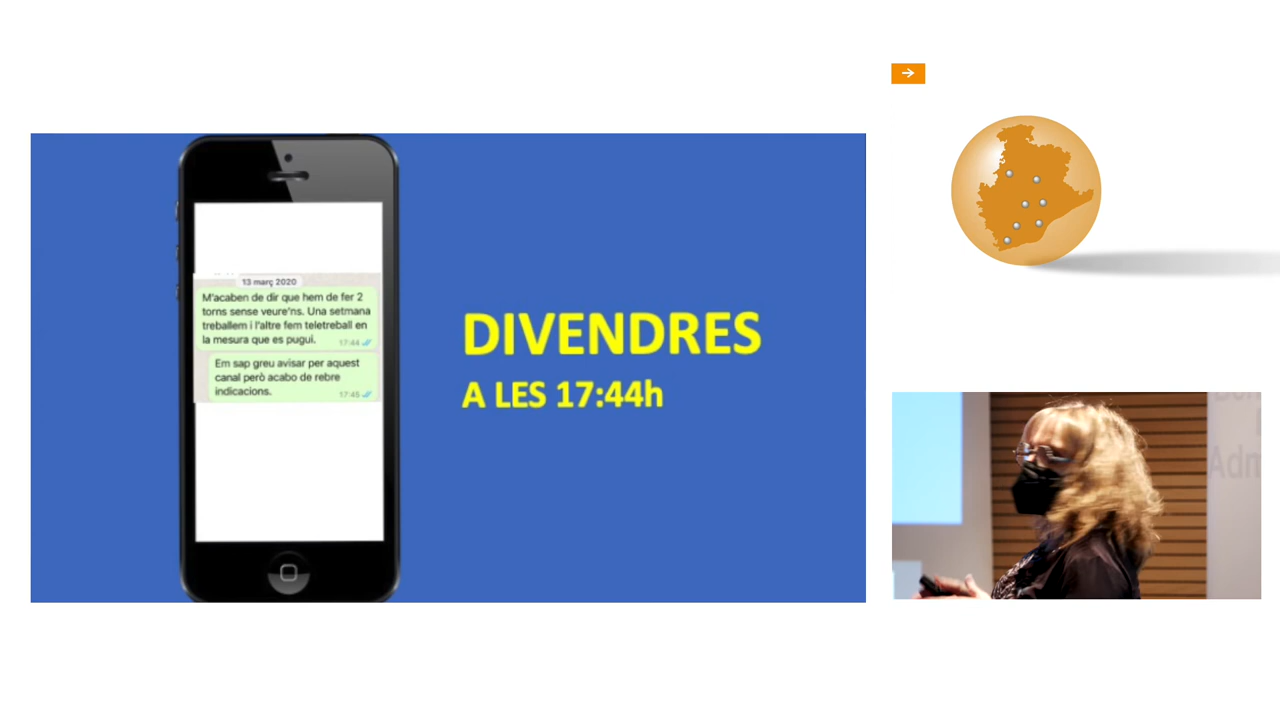 13 març 2020
M'acaben de dir que hem de fer 2
torns sense veure'ns. Una setmana
treballem i l'altre fem teletreball en
la mesura que es pugui. 17:44
Em sap greu avisar per aquest
canal però acabo de rebre
indicacions. 17:45
DIVENDRES
A LES 17:44h
Adm